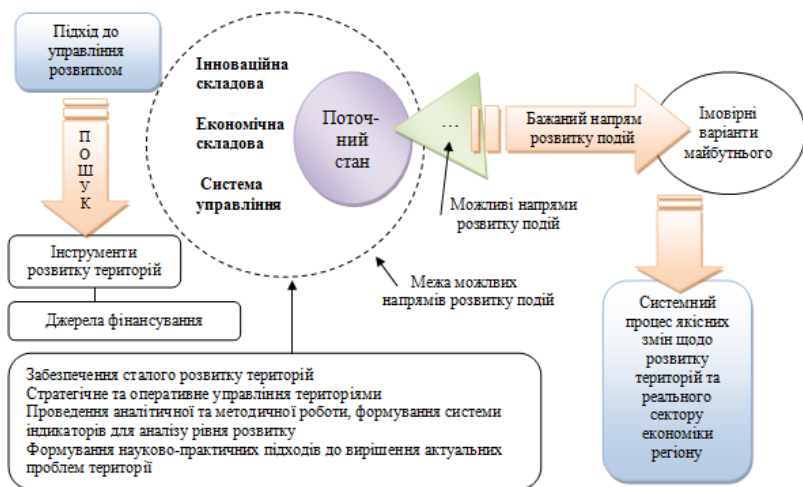 Підхід до
управління
розвитком
ПОШУК
Інструменти
розвитку територій
Джерела фінансування
Інноваційна
складова
Економічна
складова
Система
управління
Поточ-
ний
стан
...
Бажаний напрям
розвитку подій
Імовірні
варіанти
майбутнього
Можливі напрями
розвитку подій
Межа можлвих
напрямів розвитку подій
Забезпечення сталого розвитку територій
Стратегічне та оперативне управління територіями
Проведення аналітичної та методичної роботи, формування системи
індикаторів для аналізу рівня розвитку
Формування науково-практичних підходів до вирішення актуальних
проблем території
Системний
процес якісних
змін щодо
розвитку
територій та
реального
сектору
економіки
регіону